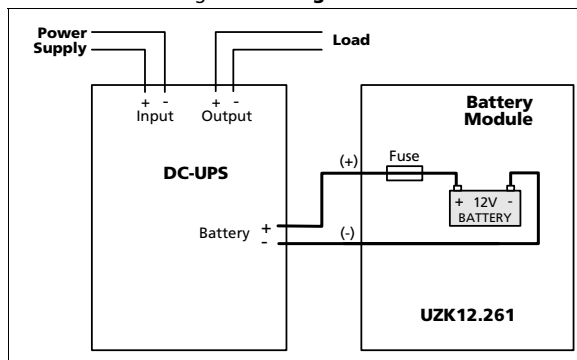 Power
Supply
Load
+ - + -
Input Output
Battery
Module
DC-UPS
(+) Fuse
+ 12V -
BATTERY
Battery +
-
(-)
UZK12.261